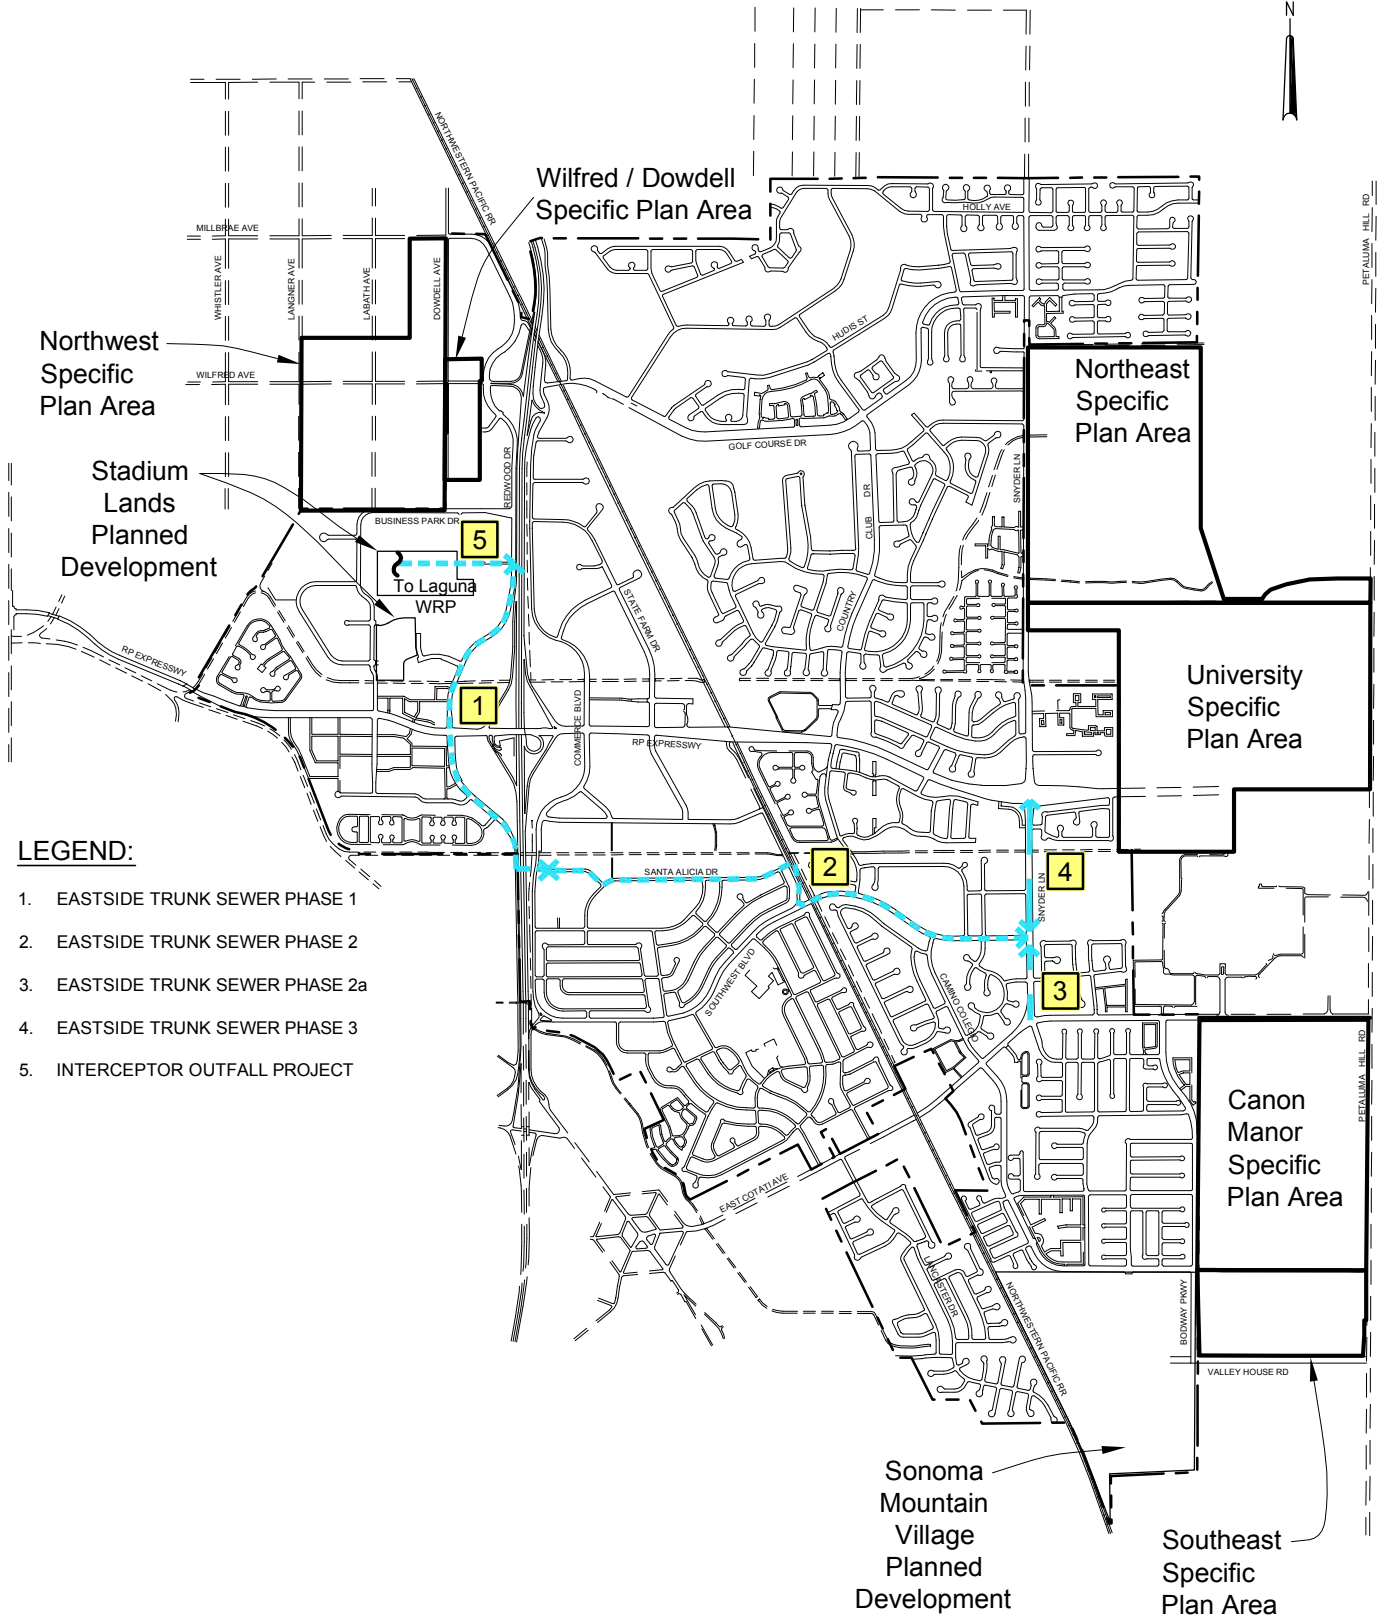 N
Wilfred / Dowdell
Specific Plan Area
NORTHWESTERN PACIFIC RR
HOLLY AVE
PETALUMA HILL RD
MILLBRAE AVE
WHISTLER AVE
LANGNER AVE
LABATH AVE
DOWDELL AVE
HUDIS ST
Northwest
Specific
Plan Area
WILFRED AVE
Northeast
Specific
Plan Area
GOLF COURSE DR
REDWOOD DR
SNYDER LN
Stadium
Lands
Planned
Development
BUSINESS PARK DR
5
To Laguna
WRP
COUNTRY
CLUB
DR
STATE FARM DR
RP EXPRESSWY
University
Specific
Plan Area
1
COMMERCE BLVD
RP EXPRESSWY
LEGEND:
1. EASTSIDE TRUNK SEWER PHASE 1
2. EASTSIDE TRUNK SEWER PHASE 2
3. EASTSIDE TRUNK SEWER PHASE 2a
4. EASTSIDE TRUNK SEWER PHASE 3
5. INTERCEPTOR OUTFALL PROJECT
SANTA ALICIA DR
2
4
SNYDER LN
SOUTHWEST BLVD
CAMINO COLEGIO
3
Canon
Manor
Specific
Plan Area
PETALUMA HILL RD
EAST COTATI AVE
LANCASTER DR
NORTHWESTERN PACIFIC RR
BODWAY PKWY
VALLEY HOUSE RD
Sonoma
Mountain
Village
Planned
Development
Southeast
Specific
Plan Area